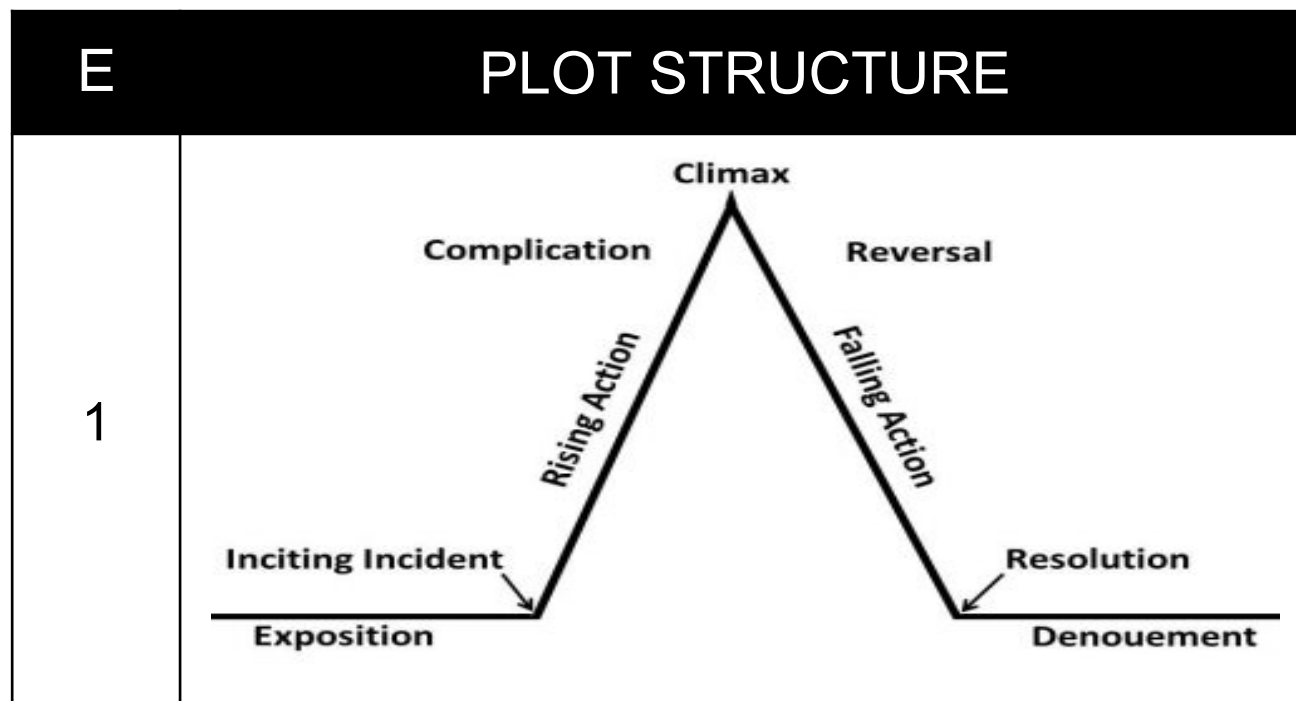 E
PLOT STRUCTURE
1
Climax
Complication
Reversal
Rising Action
Falling Action
Inciting Incident
Resolution
Exposition
Denouement